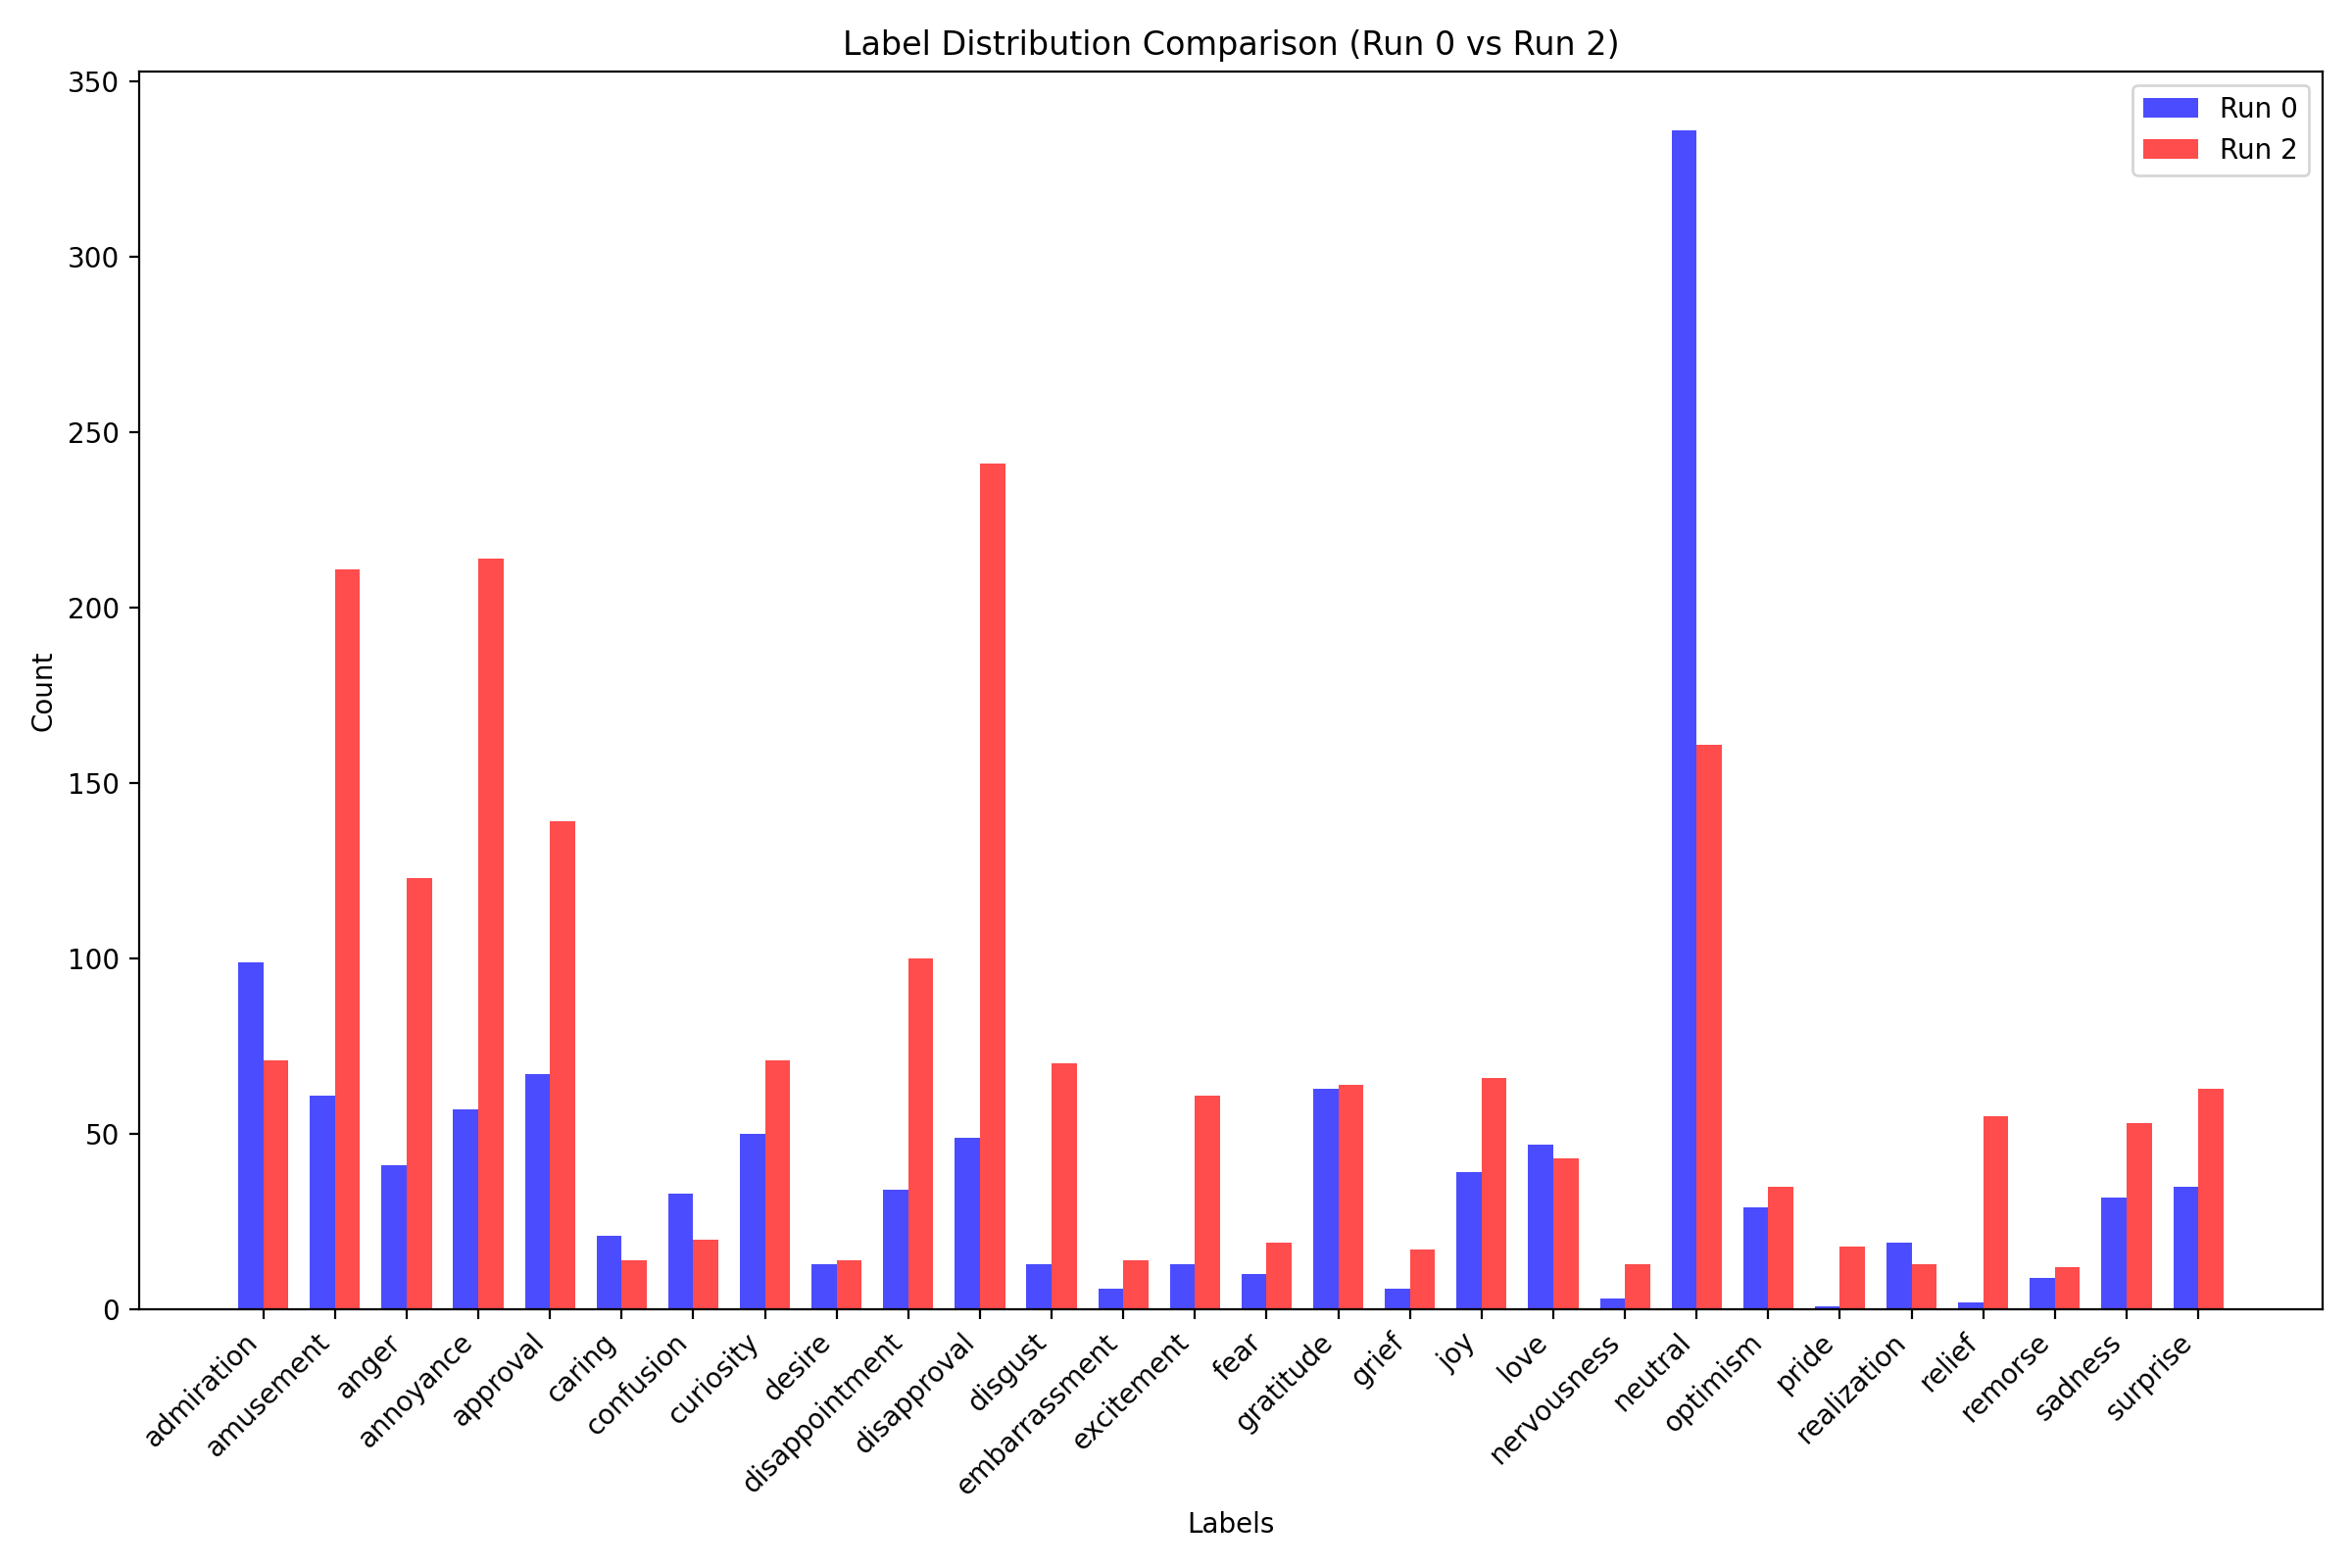 Label Distribution Comparison (Run 0 vs Run 2)
Run 0
Run 2
Count
350
300
250
200
150
100
50
0
admiration
amusement
anger
annoyance
approval
caring
confusion
curiosity
desire
disappointment
disapproval
disgust
embarrassment
excitement
fear
gratitude
grief
joy
love
nervousness
neutral
optimism
pride
realization
relief
remorse
sadness
surprise
Labels